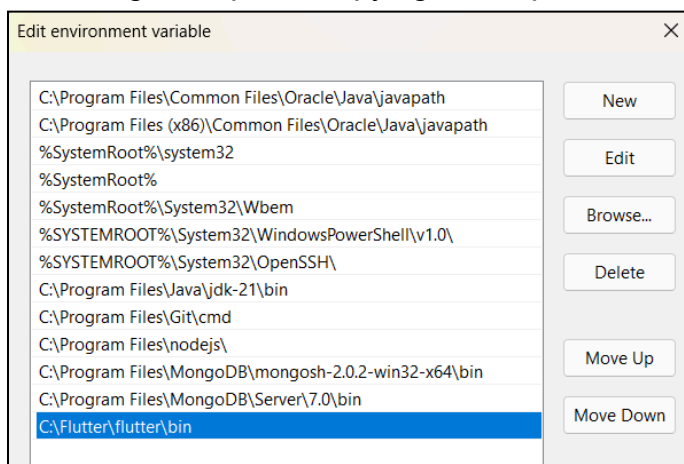 Edit environment variable
C:\Program Files\Common Files\Oracle\Java\javapath
C:\Program Files (x86)\Common Files\Oracle\Java\javapath
%SystemRoot%\system32
%SystemRoot%
%SystemRoot%\System32\Wbem
%SYSTEMROOT%\System32\WindowsPowerShell\v1.0\
%SYSTEMROOT%\System32\OpenSSH\
C:\Program Files\Java\jdk-21\bin
C:\Program Files\Git\cmd
C:\Program Files\nodejs\
C:\Program Files\MongoDB\mongosh-2.0.2-win32-x64\bin
C:\Program Files\MongoDB\Server\7.0\bin
C:\Flutter\flutter\bin
New
Edit
Browse...
Delete
Move Up
Move Down